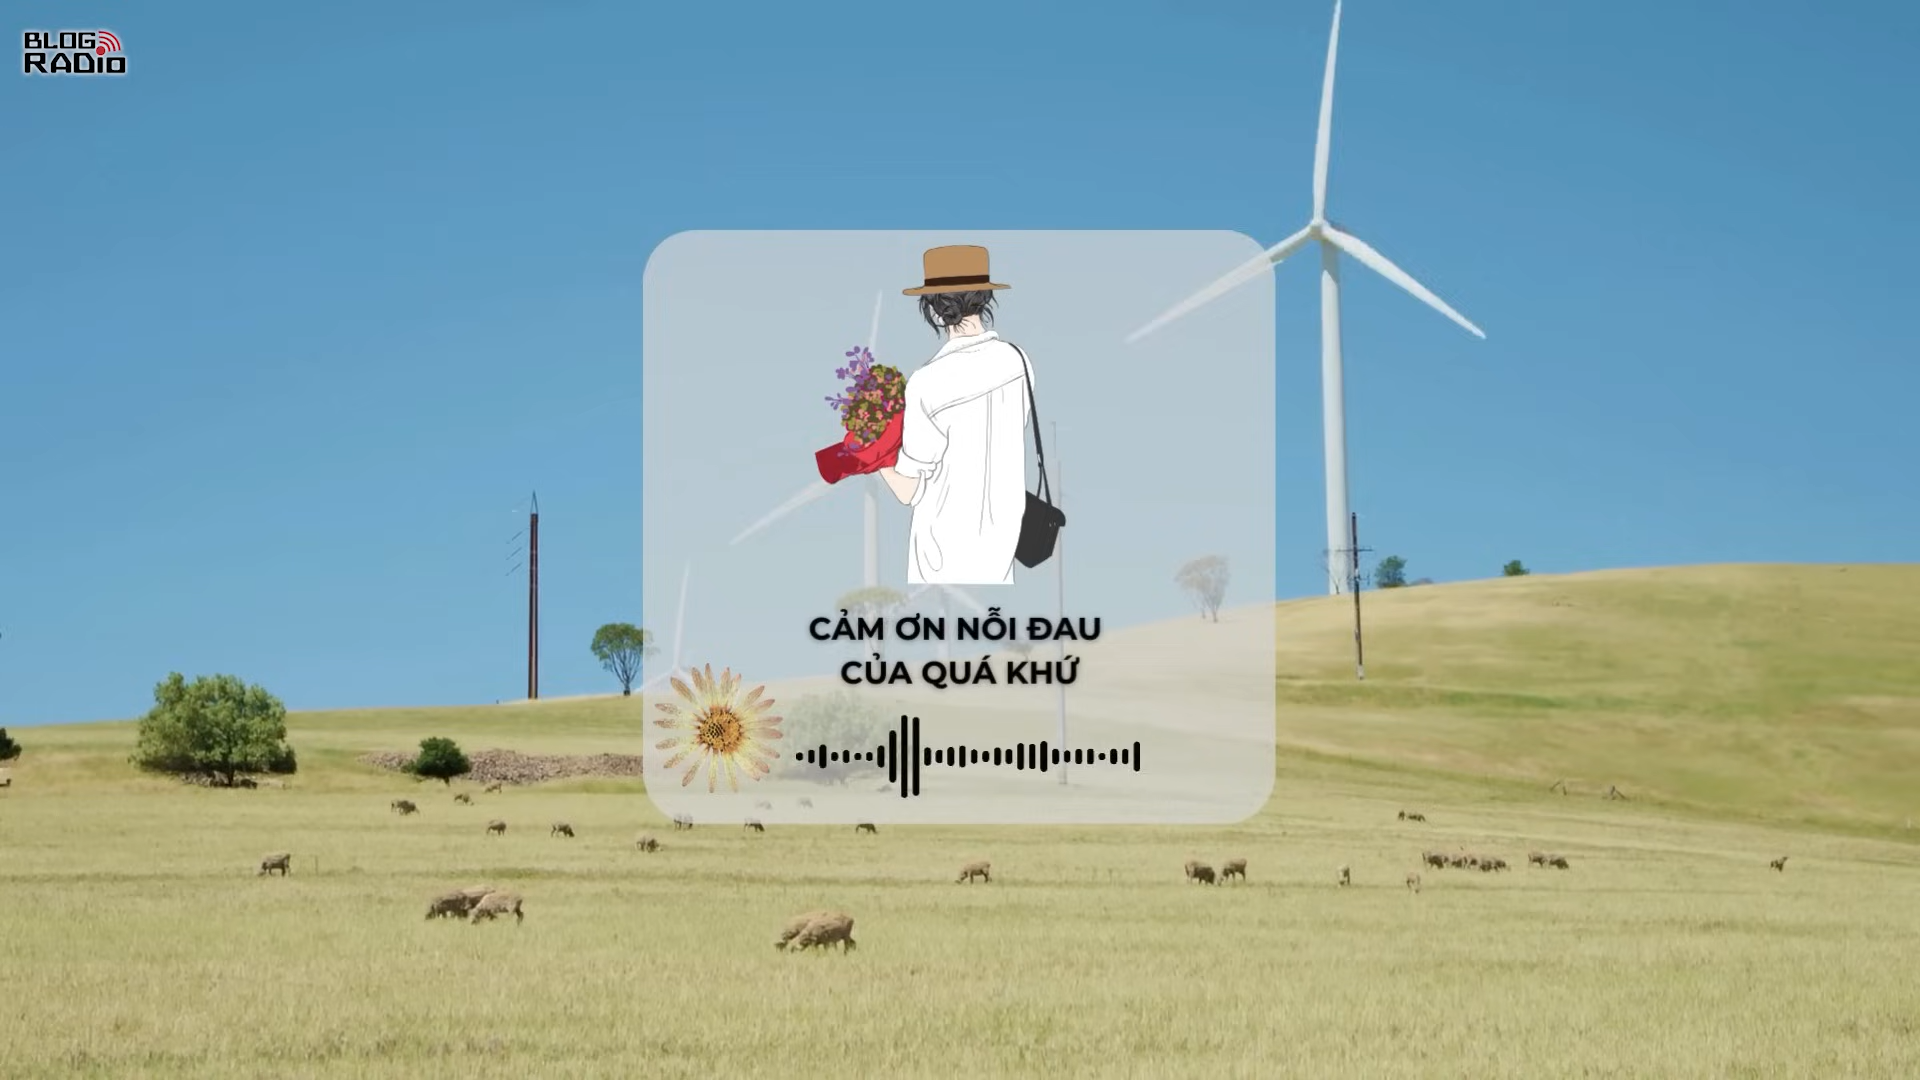 BLOG
RADIO
CẢM ƠN NỖI ĐAU
CỦA QUÁ KHỨ